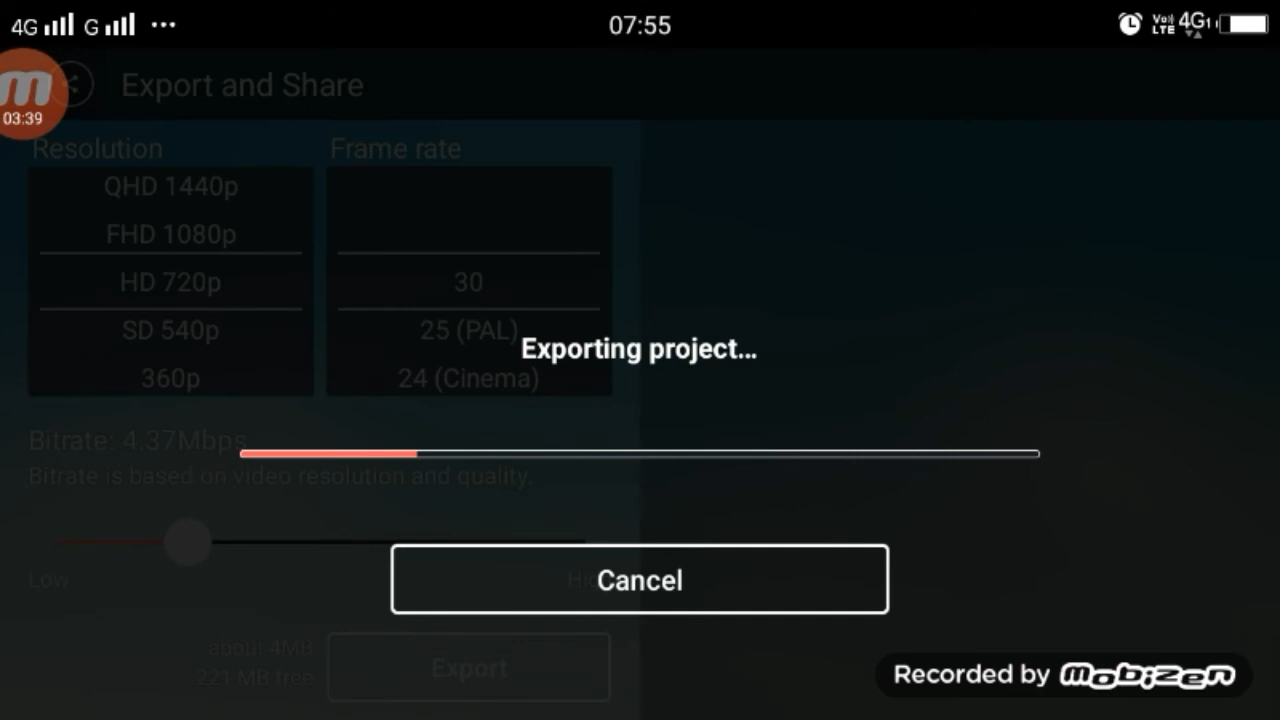 4G G ... 07:55 VoLTE 4G1
m
03:39
Export and Share
Resolution Frame rate
QHD 1440p
FHD 1080p
HD 720p 30
SD 540p 25 (PAL)
360p 24 (Cinema)
Exporting project...
Bitrate: 4.37Mbps
Bitrate is based on video resolution and quality.
Low
Cancel
about 4MB
221 MB free
Export
Recorded by mobizen